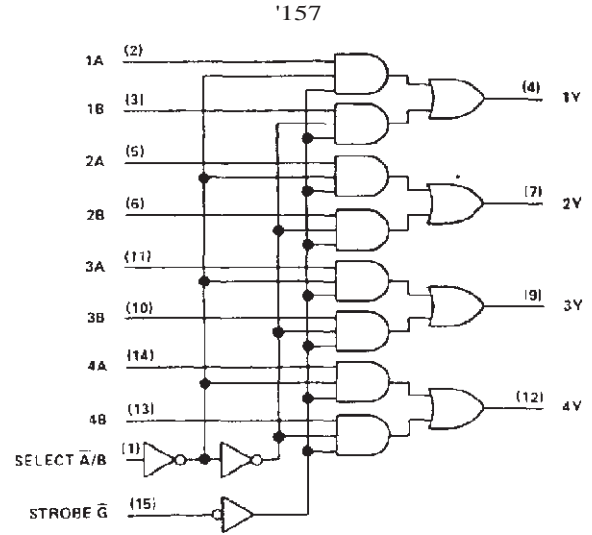 '157
1A (2)
(4) 1Y
1B (3)
2A (5)
(7) 2Y
2B (6)
3A (11)
(9) 3Y
3B (10)
4A (14)
(12) 4Y
4B (13)
SELECT A̅/B (1)
STROBE G̅ (15)